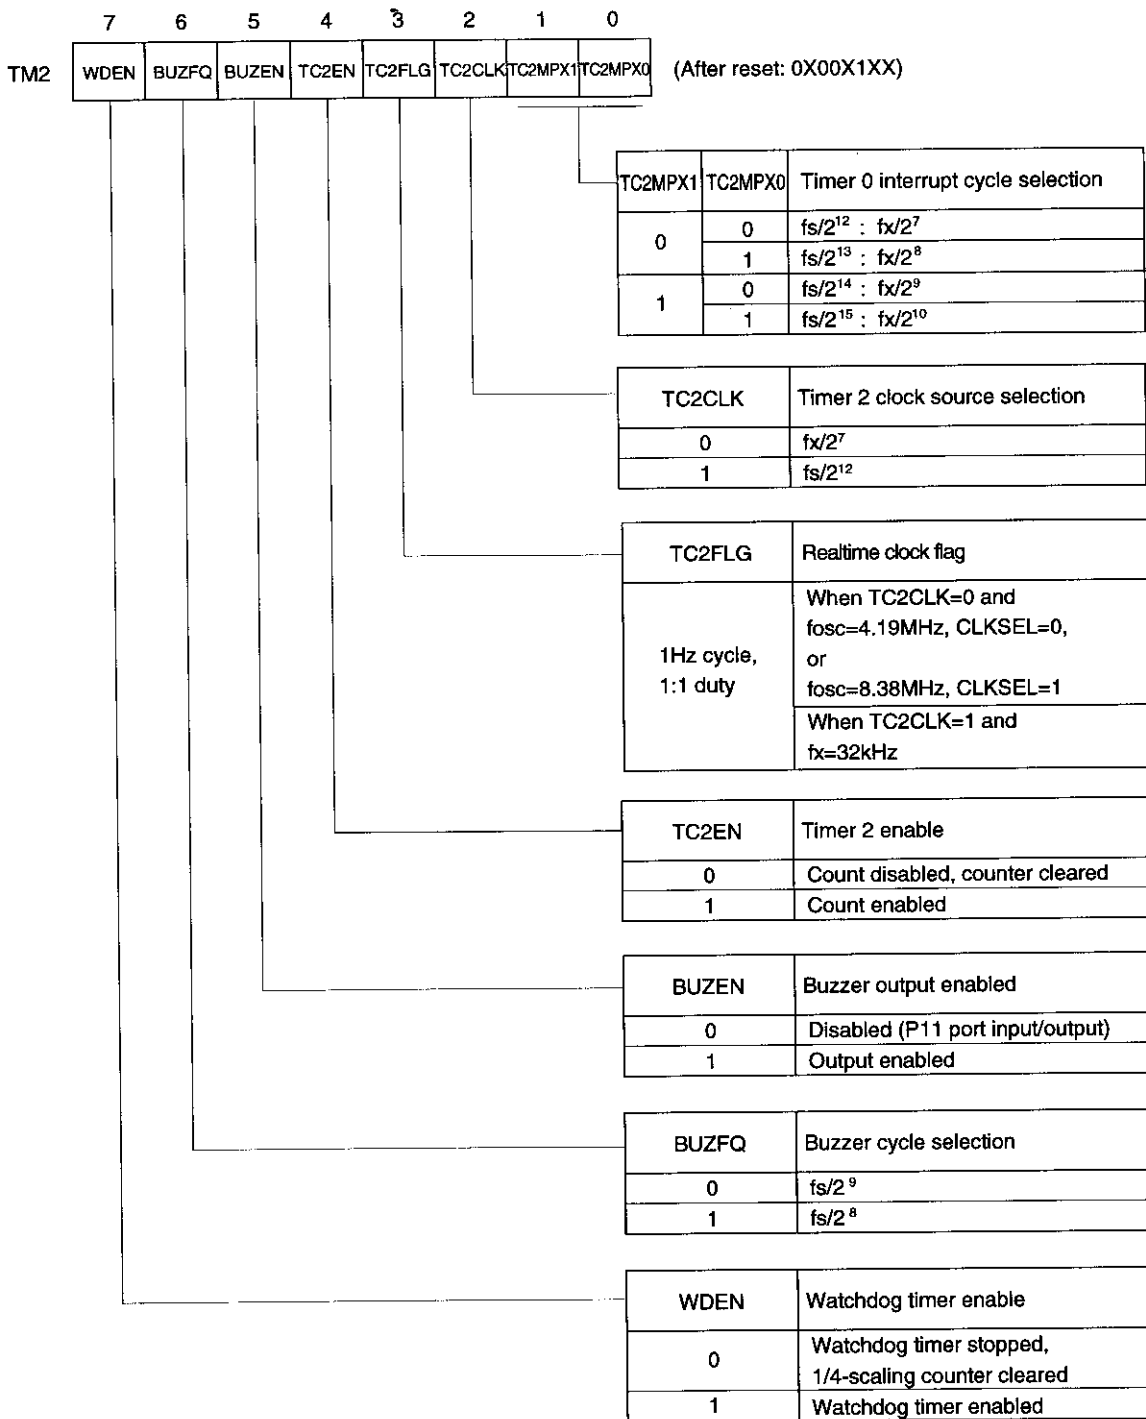 7 6 5 4 3 2 1 0
TM2 WDEN BUZFQ BUZEN TC2EN TC2FLG TC2CLK TC2MPX1 TC2MPX0 (After reset: 0X00X1XX)
TC2MPX1 TC2MPX0 Timer 0 interrupt cycle selection
0 0 fs/2¹² : fx/2⁷
1 fs/2¹³ : fx/2⁸
1 0 fs/2¹⁴ : fx/2⁹
1 fs/2¹⁵ : fx/2¹⁰
TC2CLK Timer 2 clock source selection
0 fx/2⁷
1 fs/2¹²
TC2FLG Realtime clock flag
1Hz cycle,
1:1 duty
When TC2CLK=0 and
fosc=4.19MHz, CLKSEL=0,
or
fosc=8.38MHz, CLKSEL=1
When TC2CLK=1 and
fx=32kHz
TC2EN Timer 2 enable
0 Count disabled, counter cleared
1 Count enabled
BUZEN Buzzer output enabled
0 Disabled (P11 port input/output)
1 Output enabled
BUZFQ Buzzer cycle selection
0 fs/2⁹
1 fs/2⁸
WDEN Watchdog timer enable
0 Watchdog timer stopped,
1/4-scaling counter cleared
1 Watchdog timer enabled